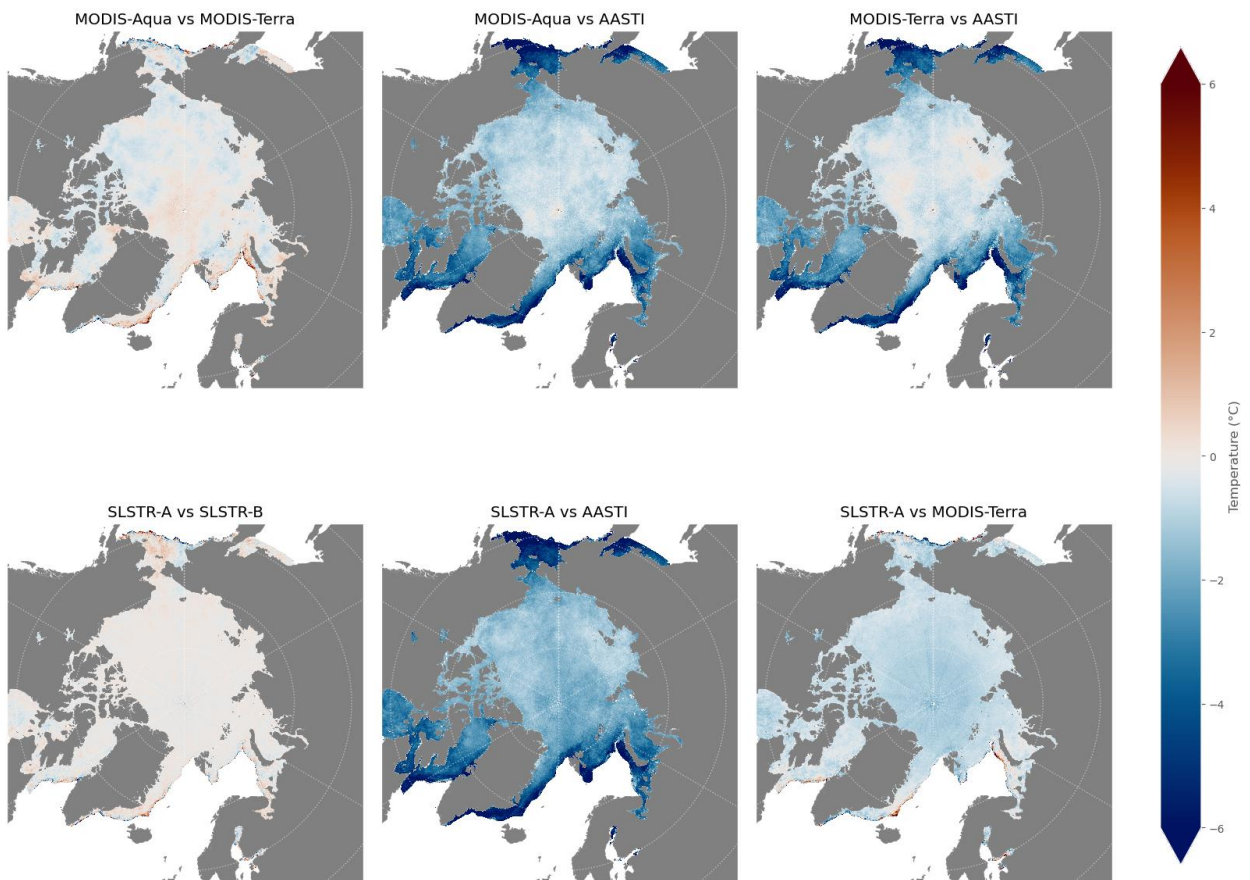 MODIS-Aqua vs MODIS-Terra
MODIS-Aqua vs AASTI
MODIS-Terra vs AASTI
SLSTR-A vs SLSTR-B
SLSTR-A vs AASTI
SLSTR-A vs MODIS-Terra
6
4
2
0
−2
−4
−6
Temperature (°C)